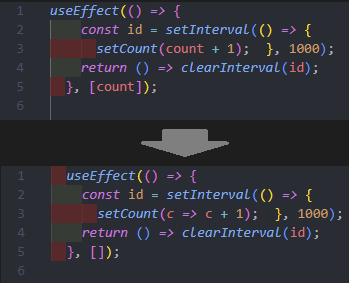 1 useEffect(() => {
2 const id = setInterval(() => {
3 setCount(count + 1); }, 1000);
4 return () => clearInterval(id);
5 }, [count]);
6
1 useEffect(() => {
2 const id = setInterval(() => {
3 setCount(c => c + 1); }, 1000);
4 return () => clearInterval(id);
5 }, []);
6